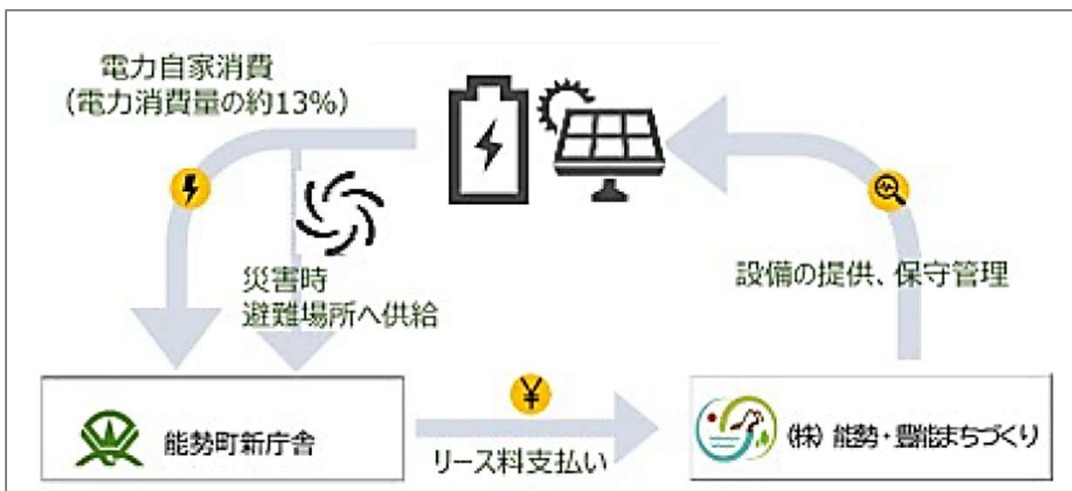 電力自家消費
（電力消費量の約13%）
災害時
避難場所へ供給
設備の提供、保守管理
能勢町新庁舎
¥
リース料支払い
(株) 能勢・豊能まちづくり